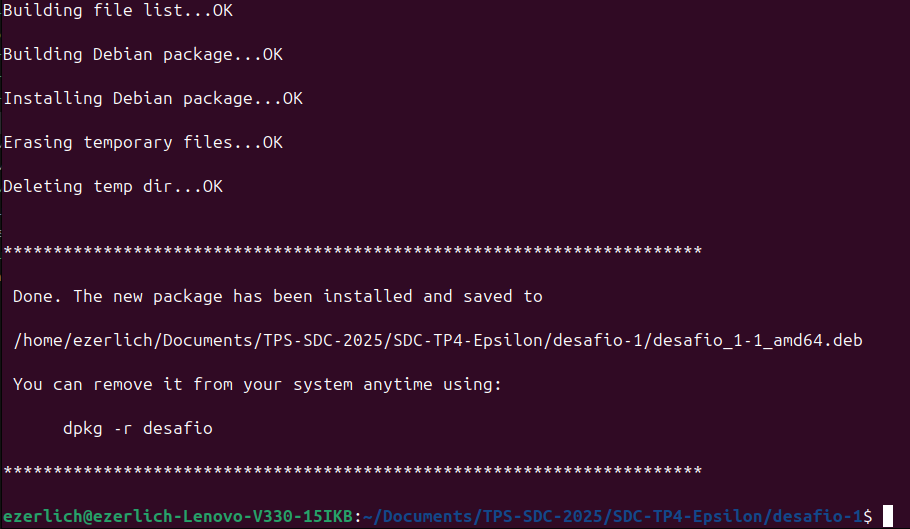 Building file list...OK
Building Debian package...OK
Installing Debian package...OK
Erasing temporary files...OK
Deleting temp dir...OK
**********************************************************************
Done. The new package has been installed and saved to
/home/ezerlich/Documents/TPS-SDC-2025/SDC-TP4-Epsilon/desafio-1/desafio_1-1_amd64.deb
You can remove it from your system anytime using:
dpkg -r desafio
**********************************************************************
ezerlich@ezerlich-Lenovo-V330-15IKB:~/Documents/TPS-SDC-2025/SDC-TP4-Epsilon/desafio-1$